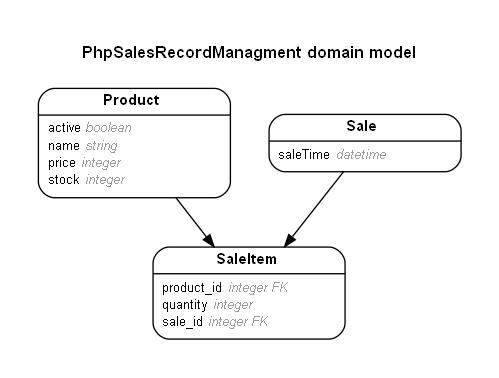 PhpSalesRecordManagment domain model
Product
active boolean
name string
price integer
stock integer
Sale
saleTime datetime
SaleItem
product_id integer FK
quantity integer
sale_id integer FK